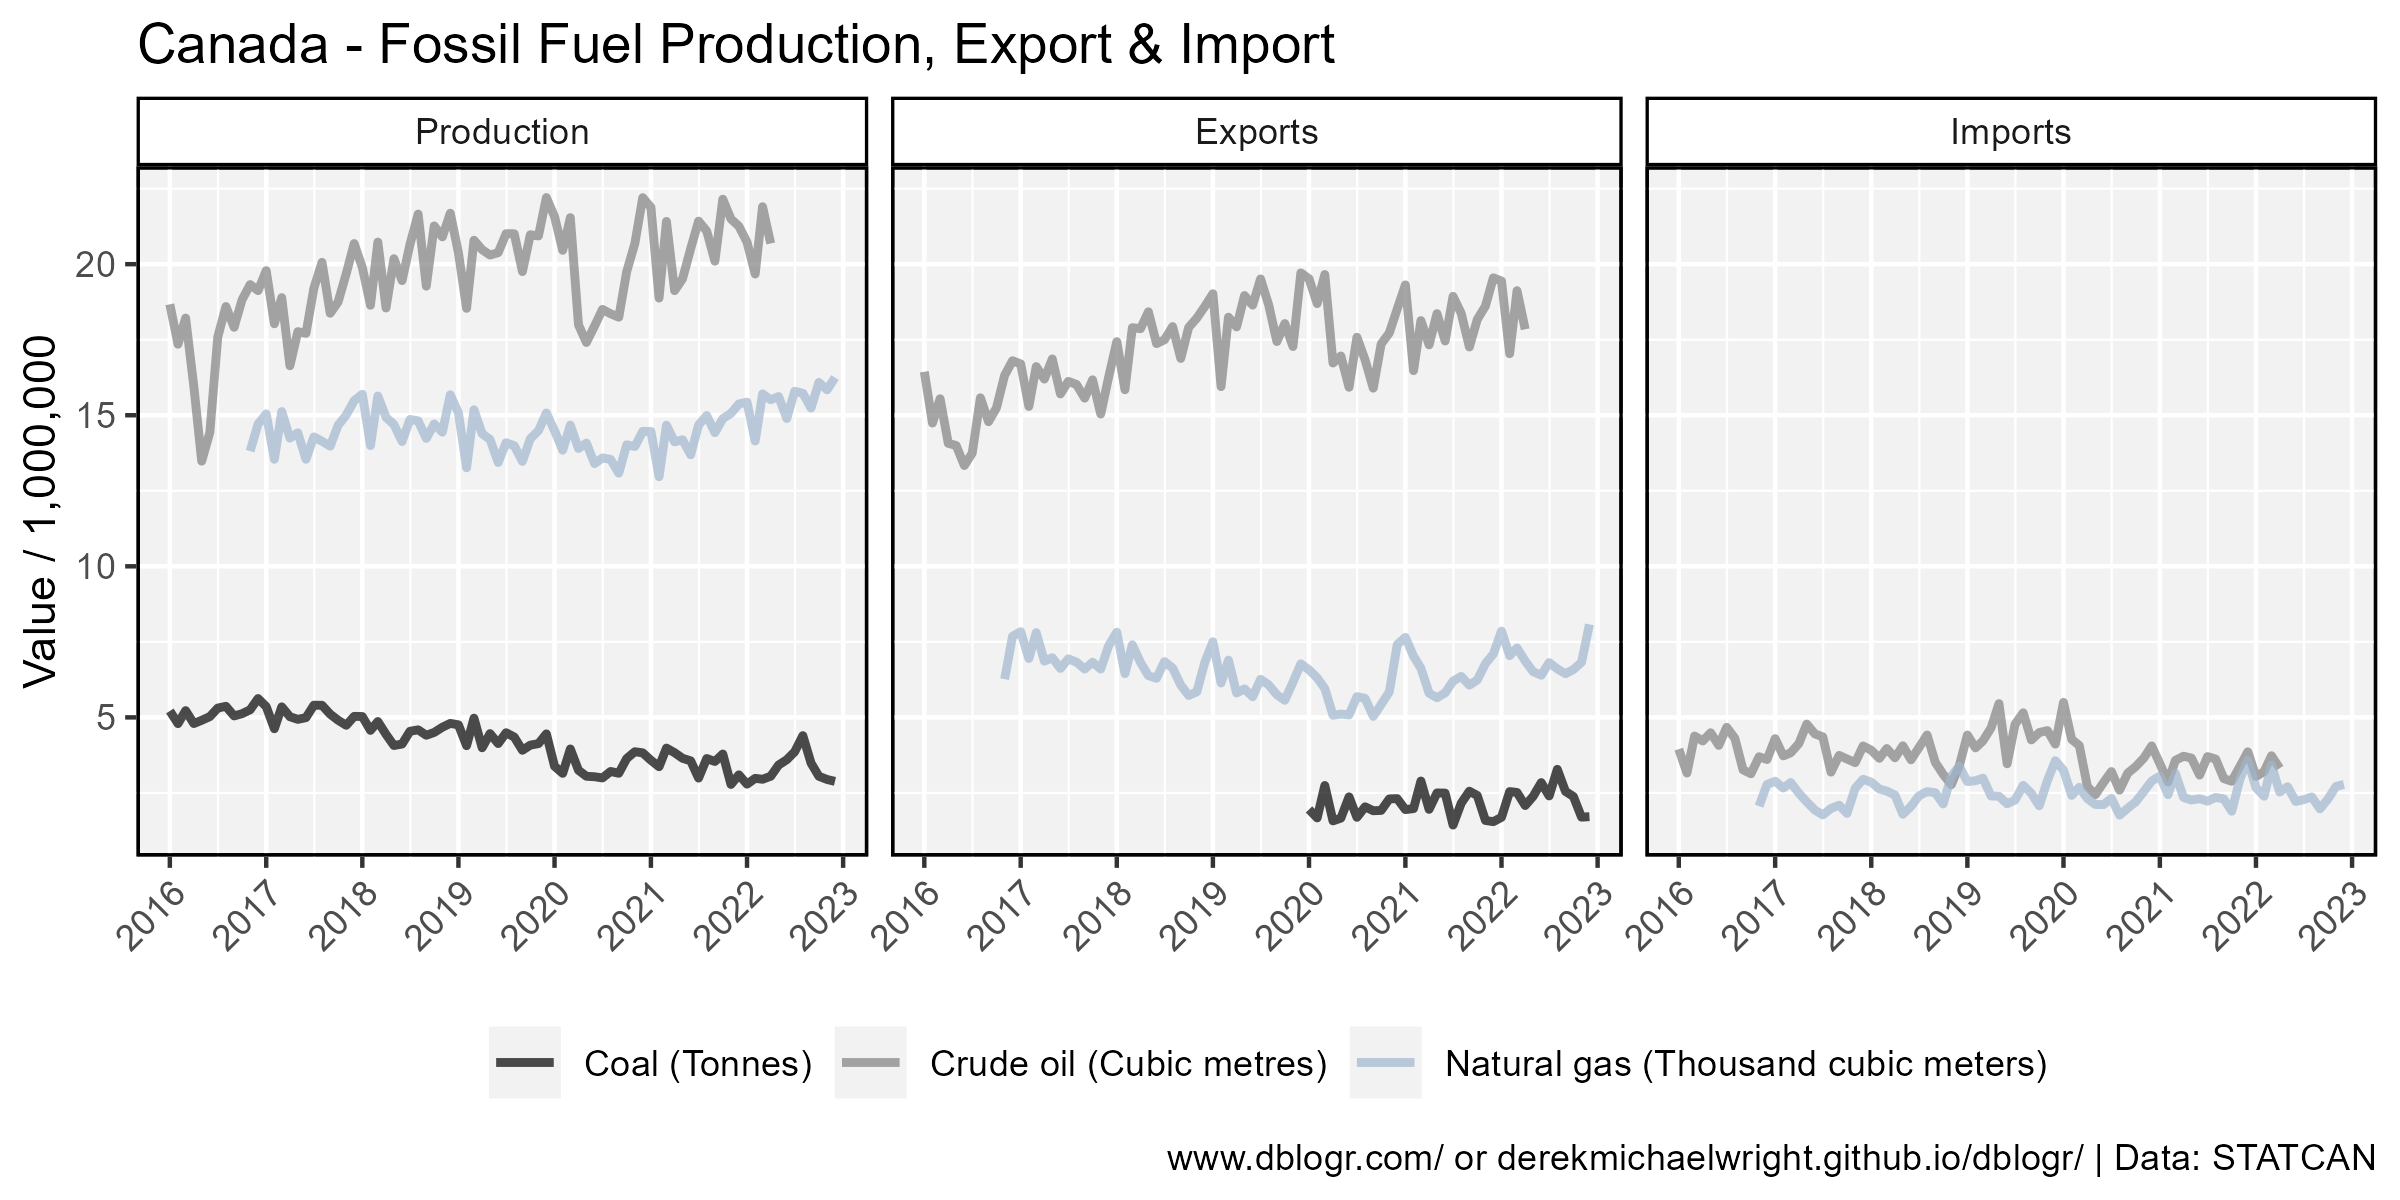 Canada - Fossil Fuel Production, Export & Import
Production
Exports
Imports
Value / 1,000,000
20
15
10
5
2016 2017 2018 2019 2020 2021 2022 2023
2016 2017 2018 2019 2020 2021 2022 2023
2016 2017 2018 2019 2020 2021 2022 2023
Coal (Tonnes) Crude oil (Cubic metres) Natural gas (Thousand cubic meters)
www.dblogr.com/ or derekmichaelwright.github.io/dblogr/ | Data: STATCAN